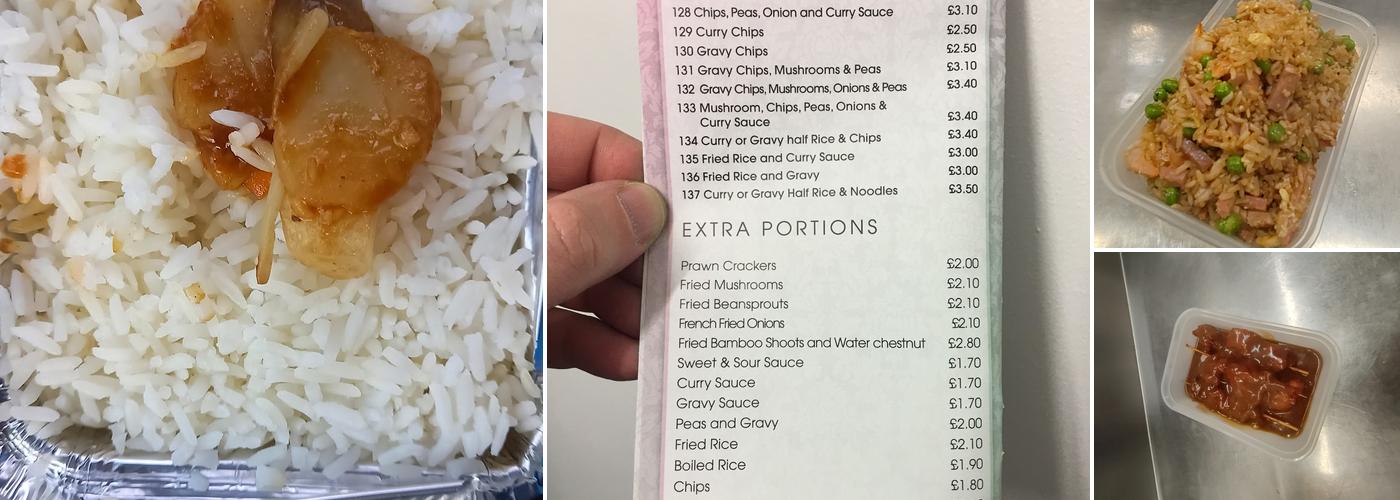 128 Chips, Peas, Onion and Curry Sauce £3.10
129 Curry Chips £2.50
130 Gravy Chips £2.50
131 Gravy Chips, Mushrooms & Peas £3.10
132 Gravy Chips, Mushrooms, Onions & Peas £3.40
133 Mushroom, Chips, Peas, Onions &
Curry Sauce £3.40
134 Curry or Gravy half Rice & Chips £3.40
135 Fried Rice and Curry Sauce £3.00
136 Fried Rice and Gravy £3.00
137 Curry or Gravy Half Rice & Noodles £3.50
EXTRA PORTIONS
Prawn Crackers £2.00
Fried Mushrooms £2.10
Fried Beansprouts £2.10
French Fried Onions £2.10
Fried Bamboo Shoots and Water chestnut £2.80
Sweet & Sour Sauce £1.70
Curry Sauce £1.70
Gravy Sauce £1.70
Peas and Gravy £2.00
Fried Rice £2.10
Boiled Rice £1.90
Chips £1.80